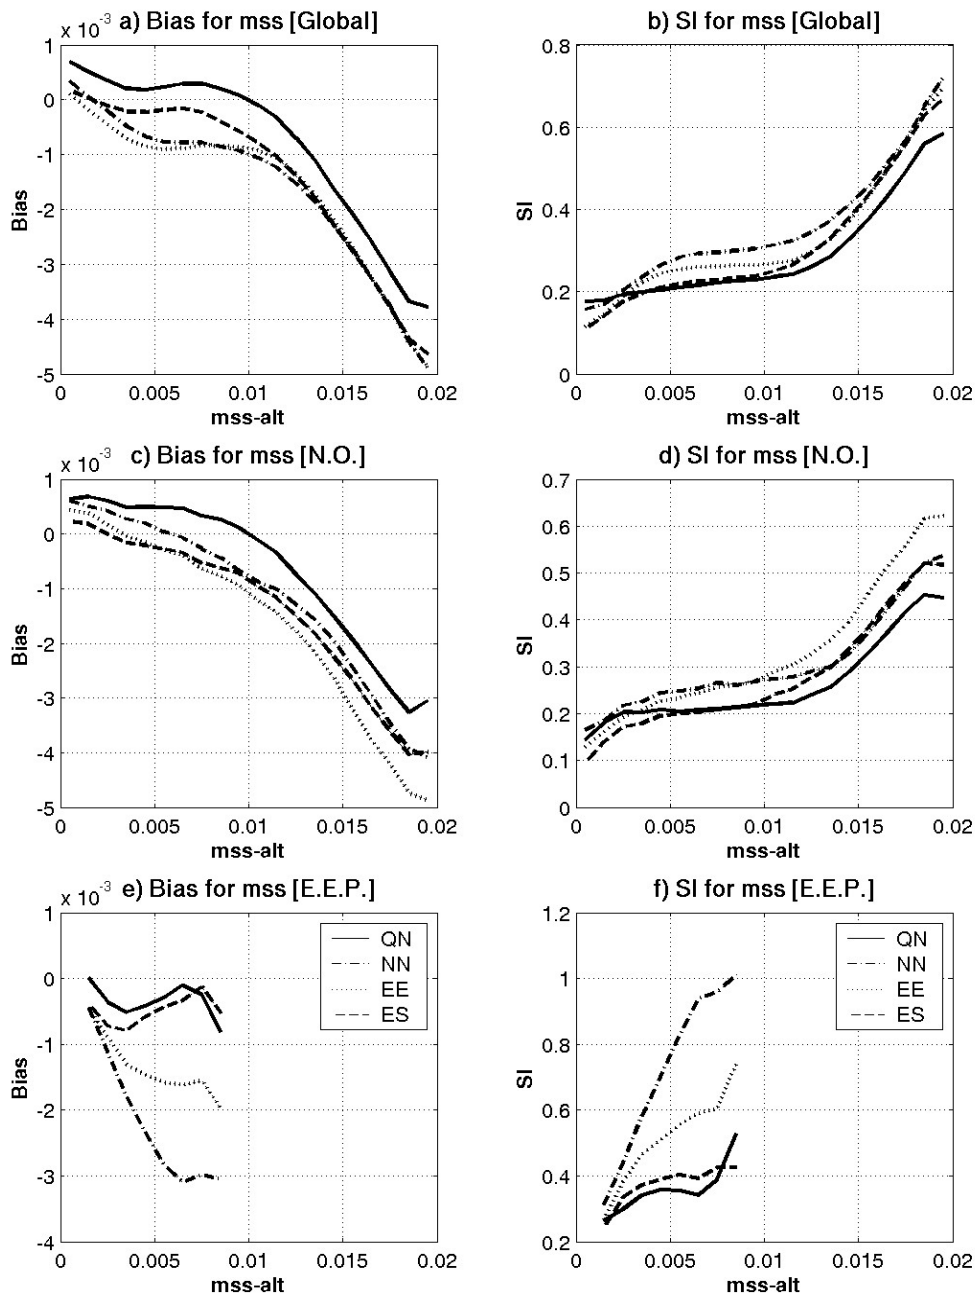 x 10-3 a) Bias for mss [Global]
1
0
-1
-2
-3
-4
-5
Bias
0 0.005 0.01 0.015 0.02
mss-alt
b) SI for mss [Global]
0.8
0.6
0.4
0.2
0
SI
0 0.005 0.01 0.015 0.02
mss-alt
x 10-3 c) Bias for mss [N.O.]
1
0
-1
-2
-3
-4
-5
Bias
0 0.005 0.01 0.015 0.02
mss-alt
d) SI for mss [N.O.]
0.7
0.6
0.5
0.4
0.3
0.2
0.1
0
SI
0 0.005 0.01 0.015 0.02
mss-alt
x 10-3 e) Bias for mss [E.E.P.]
1
0
-1
-2
-3
-4
Bias
QN
NN
EE
ES
0 0.005 0.01 0.015 0.02
mss-alt
f) SI for mss [E.E.P.]
1.2
1
0.8
0.6
0.4
0.2
SI
QN
NN
EE
ES
0 0.005 0.01 0.015 0.02
mss-alt